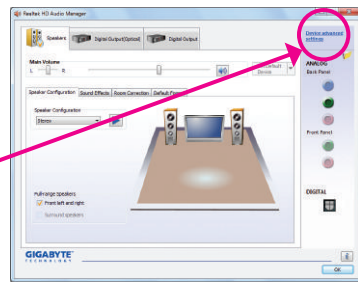 Realtek HD Audio Manager
Speakers
Digital Output(Optical)
Digital Output
Device advanced
settings
Main Volume
L
R
Device
ANALOG
Back Panel
Speaker Configuration
Sound Effects
Room Correction
Default Format
Speaker Configuration
Stereo
Front Panel
Full-range Speakers
Front left and right
Surround speakers
DIGITAL
GIGABYTE
TECHNOLOGY
OK